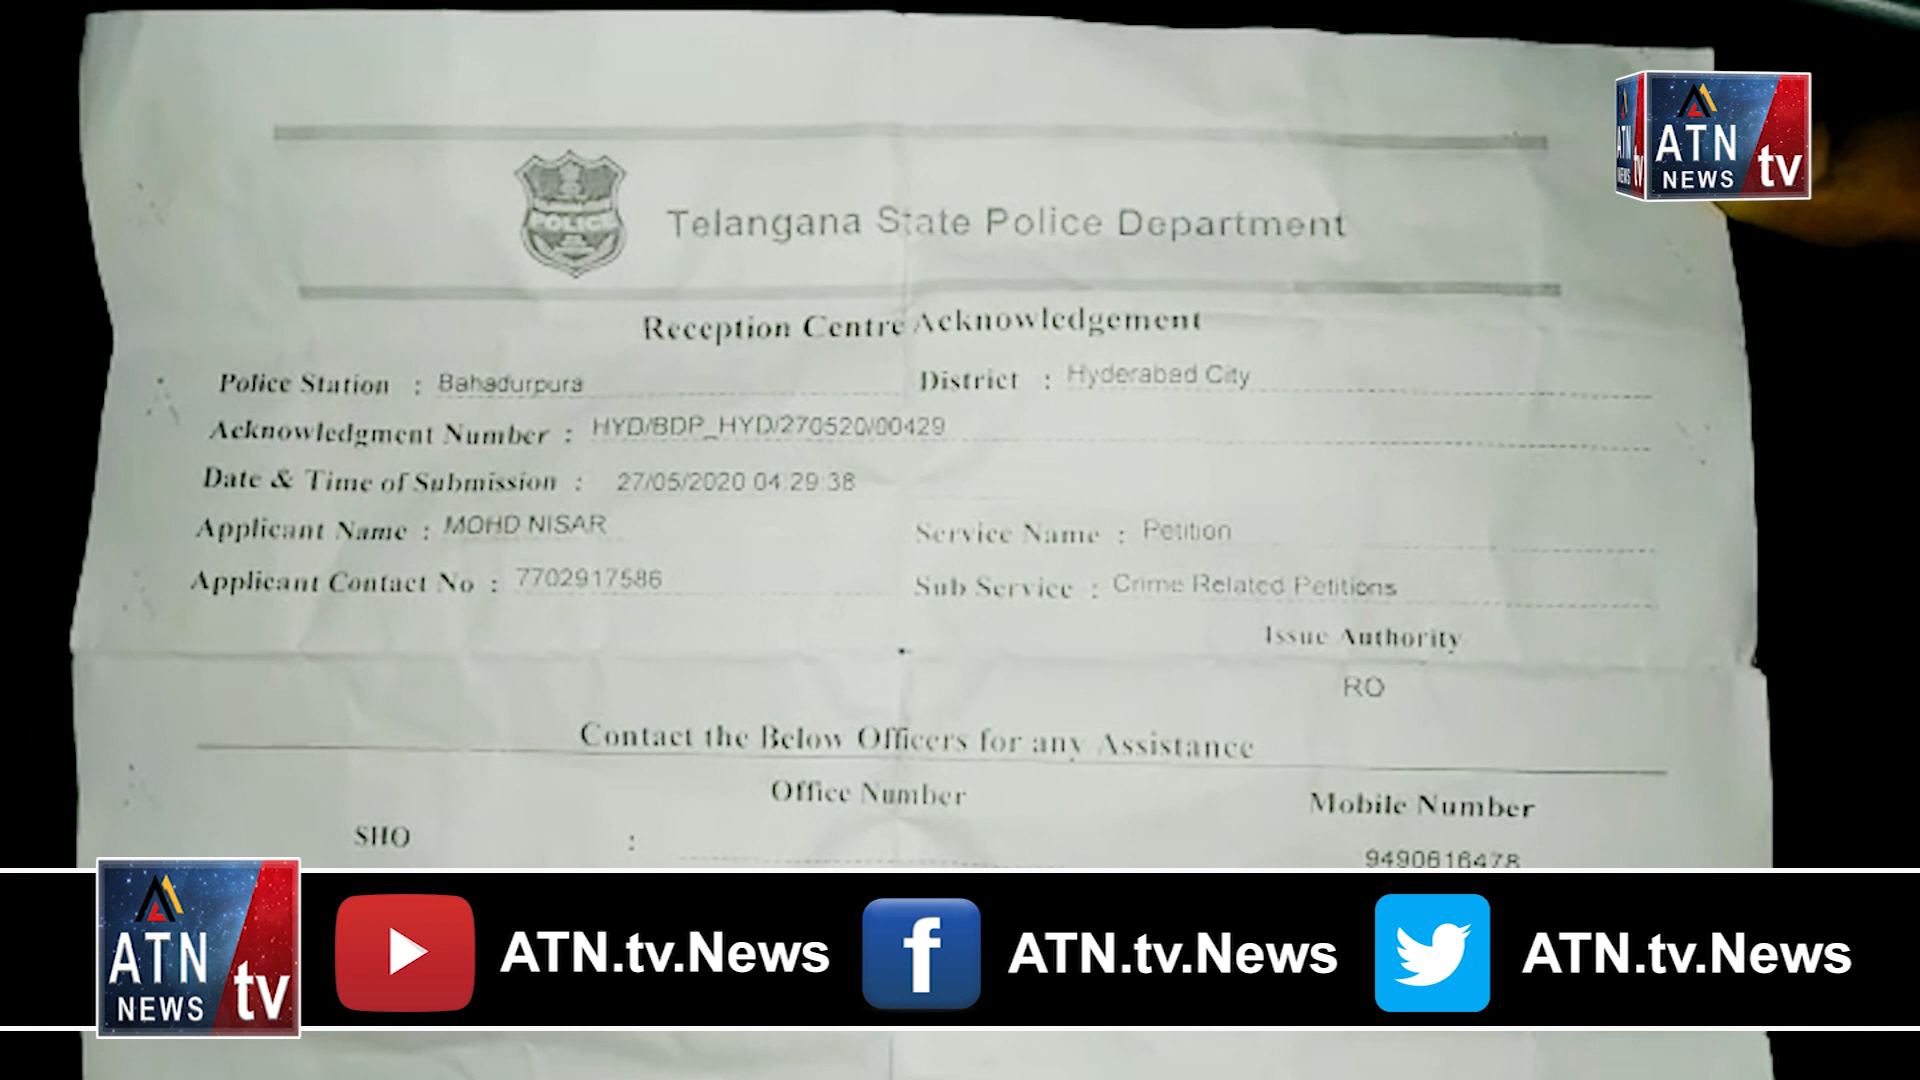 ATN
NEWS
tv
POLICE
Telangana State Police Department
Reception Centre Acknowledgement
Police Station : Bahadurpura District : Hyderabad City
Acknowledgment Number : HYD/BDP_HYD/270520/00429
Date & Time of Submission : 27/05/2020 04:29:38
Applicant Name : MOHD NISAR Service Name : Petition
Applicant Contact No : 7702917586 Sub Service : Crime Related Petitions
Issue Authority
RO
Contact the Below Officers for any Assistance
Office Number Mobile Number
SHO : 9490616478
ATN
NEWS
tv
ATN.tv.News ATN.tv.News ATN.tv.News